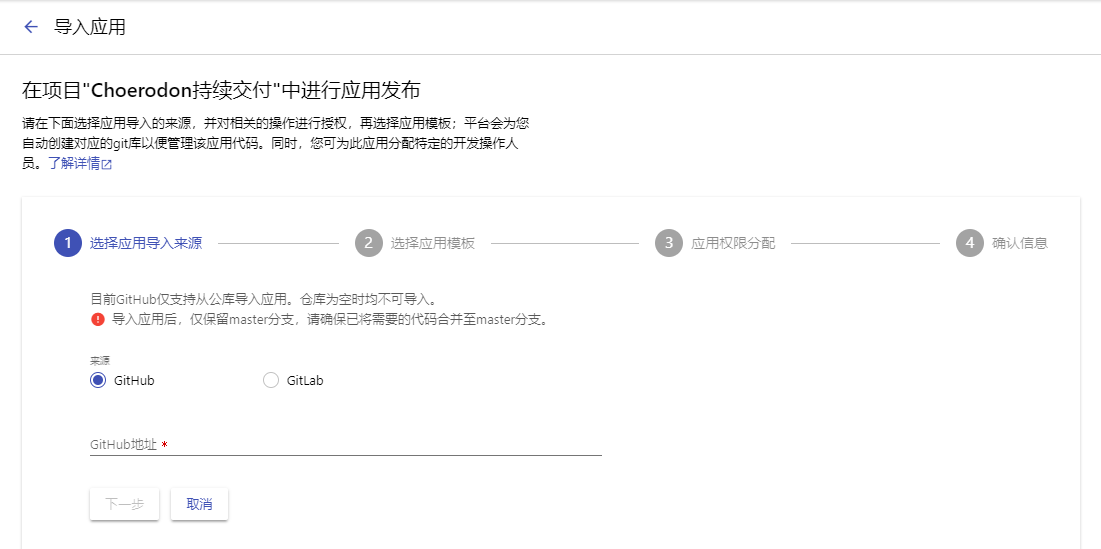 导入应用
在项目"Choerodon持续交付"中进行应用发布
请在下面选择应用导入的来源，并对相关的操作进行授权，再选择应用模板；平台会为您
自动创建对应的git库以便管理该应用代码。同时，您可为此应用分配特定的开发操作人
员。了解详情
1 选择应用导入来源 2 选择应用模板 3 应用权限分配 4 确认信息
目前GitHub仅支持从公库导入应用。仓库为空时均不可导入。
导入应用后，仅保留master分支，请确保已将需要的代码合并至master分支。
来源
GitHub GitLab
GitHub地址 *
下一步 取消